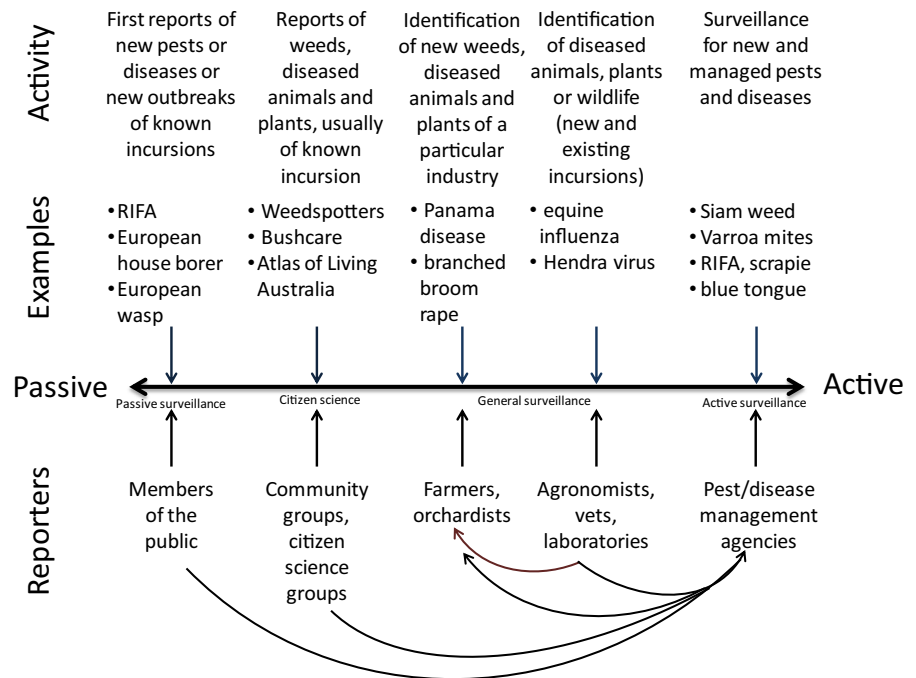 Activity
First reports of
new pests or
diseases or
new outbreaks
of known
incursions
Reports of
weeds,
diseased
animals and
plants, usually
of known
incursion
Identification
of new weeds,
diseased
animals and
plants of a
particular
industry
Identification
of diseased
animals, plants
or wildlife
(new and
existing
incursions)
Surveillance
for new and
managed pests
and diseases
Examples
•RIFA
•European
house borer
•European
wasp
•Weedspotters
•Bushcare
•Atlas of Living
Australia
• Panama
disease
• branched
broom
rape
• equine
influenza
• Hendra virus
•Siam weed
•Varroa mites
•RIFA, scrapie
•blue tongue
Passive
Active
Passive surveillance
Citizen science
General surveillance
Active surveillance
Reporters
Members
of the
public
Community
groups,
citizen
science
groups
Farmers,
orchardists
Agronomists,
vets,
laboratories
Pest/disease
management
agencies